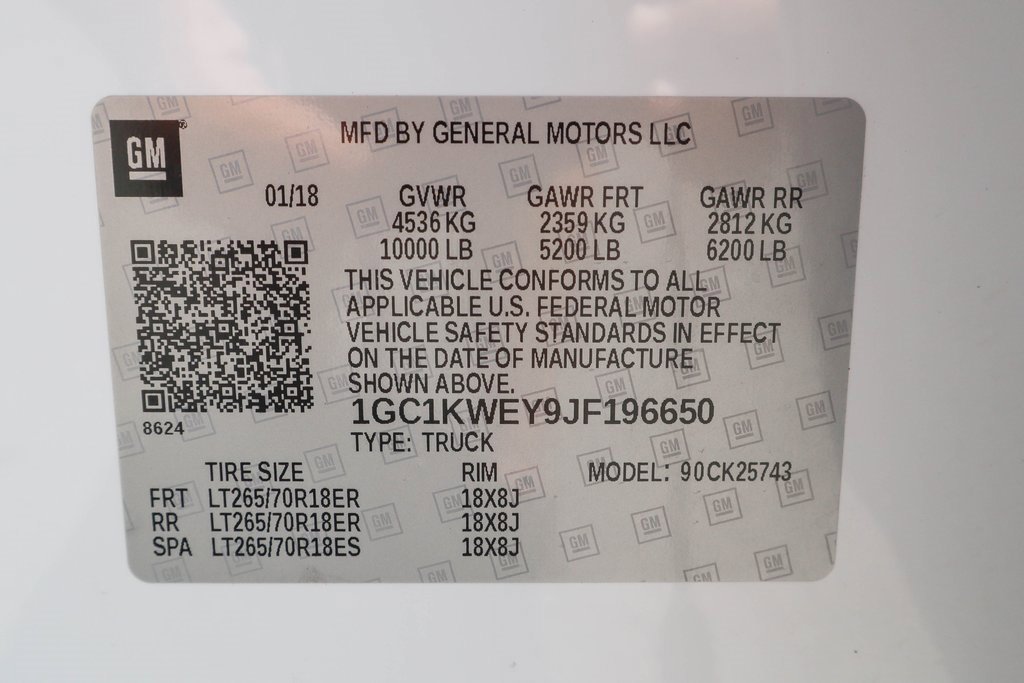 GM
MFD BY GENERAL MOTORS LLC
01/18 GVWR GAWR FRT GAWR RR
4536 KG 2359 KG 2812 KG
10000 LB 5200 LB 6200 LB
THIS VEHICLE CONFORMS TO ALL
APPLICABLE U.S. FEDERAL MOTOR
VEHICLE SAFETY STANDARDS IN EFFECT
ON THE DATE OF MANUFACTURE
SHOWN ABOVE.
8624
1GC1KWEY9JF196650
TYPE: TRUCK
TIRE SIZE RIM MODEL: 90CK25743
FRT LT265/70R18ER 18X8J
RR LT265/70R18ER 18X8J
SPA LT265/70R18ES 18X8J